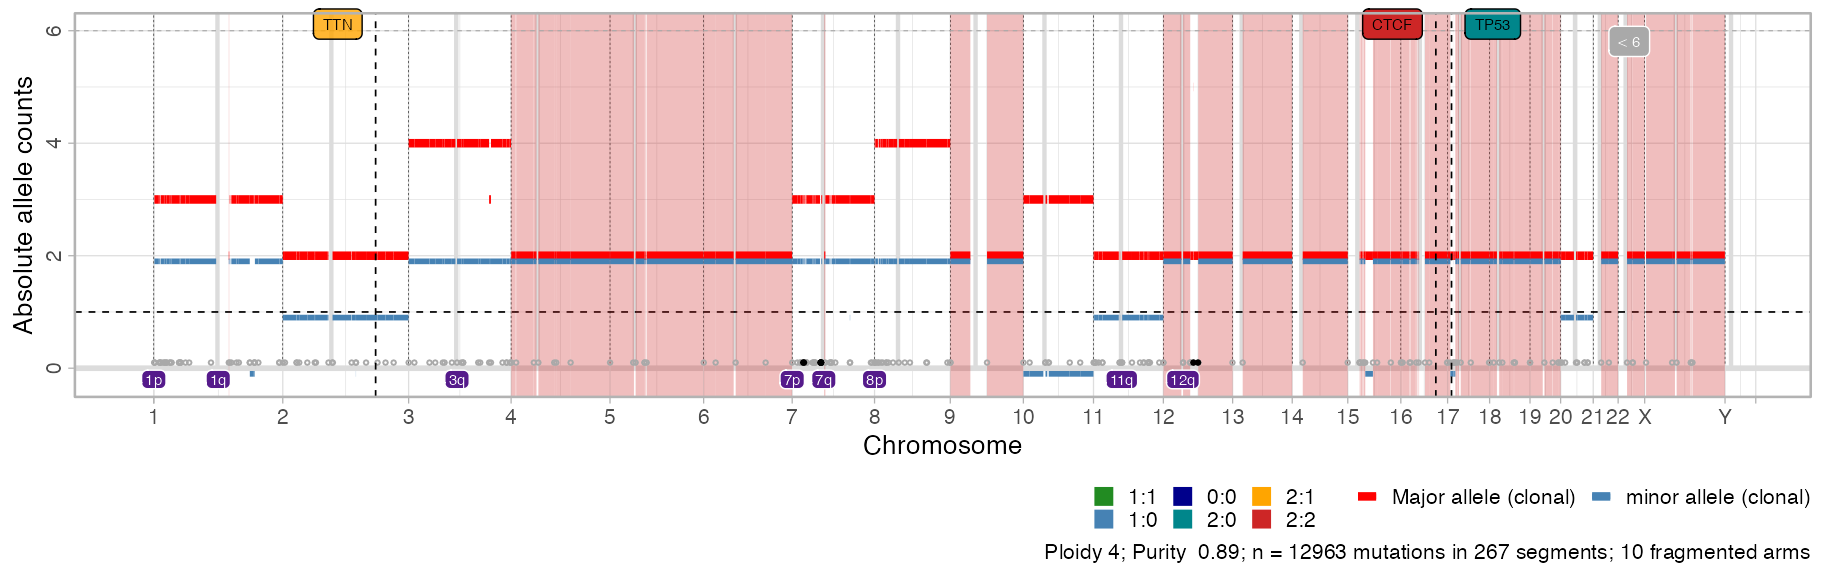 TTN CTCF TP53
< 6
Absolute allele counts
6
4
2
0
1p 1q 3q 7p 7q 8p 11q 12q
1 2 3 4 5 6 7 8 9 10 11 12 13 14 15 16 17 18 19 20 21 22 X Y
Chromosome
1:1 0:0 2:1 Major allele (clonal) minor allele (clonal)
1:0 2:0 2:2
Ploidy 4; Purity 0.89; n = 12963 mutations in 267 segments; 10 fragmented arms